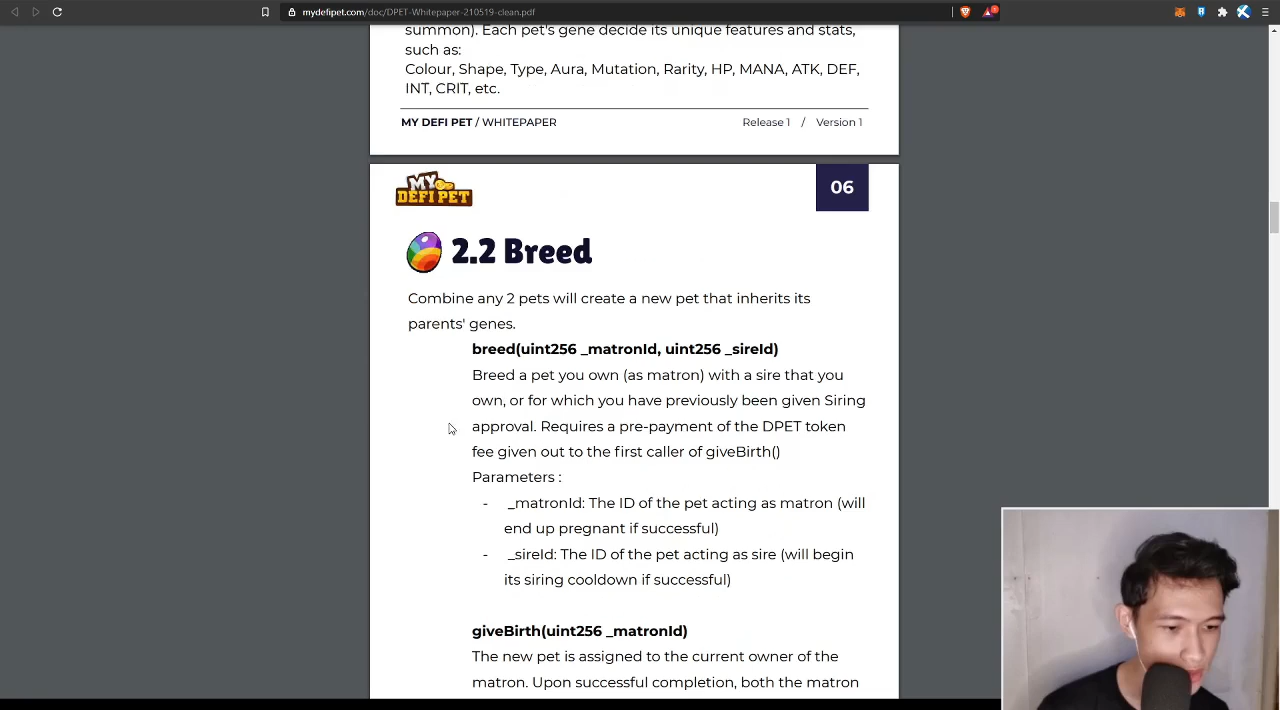 mydefipet.com/doc/DPET-Whitepaper-210519-clean.pdf
summon). Each pet's gene decide its unique features and stats,
such as:
Colour, Shape, Type, Aura, Mutation, Rarity, HP, MANA, ATK, DEF,
INT, CRIT, etc.
MY DEFI PET / WHITEPAPER Release 1 / Version 1
MY
DEFI PET
06
2.2 Breed
Combine any 2 pets will create a new pet that inherits its
parents' genes.
breed(uint256 _matronId, uint256 _sireId)
Breed a pet you own (as matron) with a sire that you
own, or for which you have previously been given Siring
approval. Requires a pre-payment of the DPET token
fee given out to the first caller of giveBirth()
Parameters :
- _matronId: The ID of the pet acting as matron (will
end up pregnant if successful)
- _sireId: The ID of the pet acting as sire (will begin
its siring cooldown if successful)
giveBirth(uint256 _matronId)
The new pet is assigned to the current owner of the
matron. Upon successful completion, both the matron